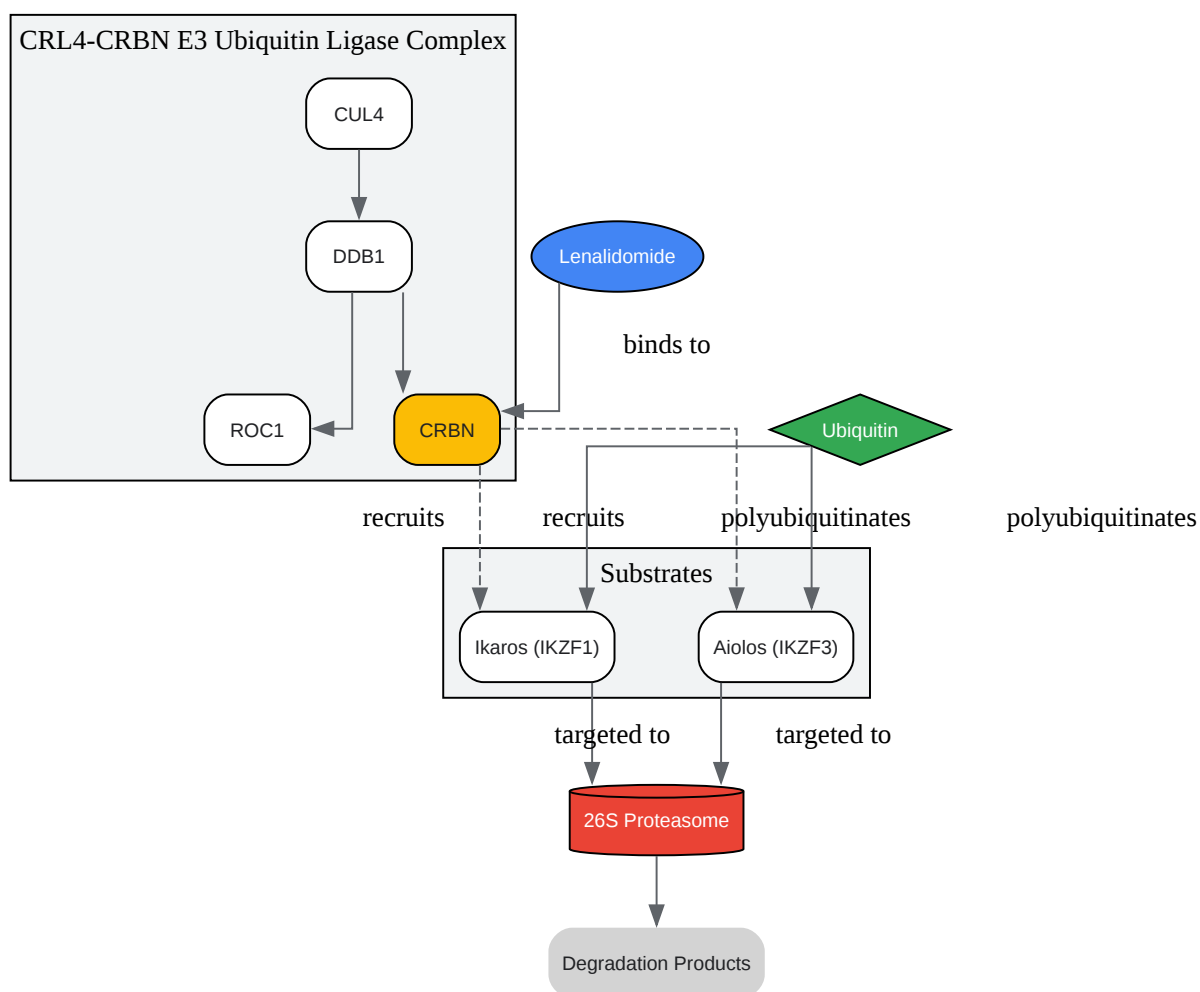 CRL4-CRBN E3 Ubiquitin Ligase Complex
CUL4
DDB1
Lenalidomide
binds to
ROC1
CRBN
Ubiquitin
recruits
recruits
polyubiquitinates
polyubiquitinates
Substrates
Ikaros (IKZF1)
Aiolos (IKZF3)
targeted to
targeted to
26S Proteasome
Degradation Products